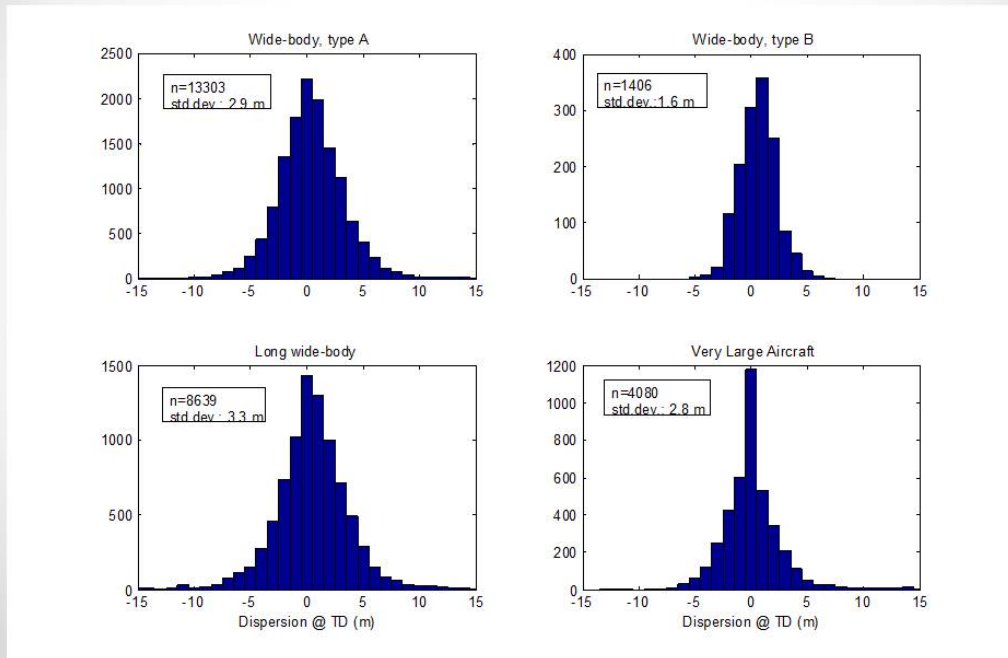 Wide-body, type A
2500
2000
1500
1000
500
0
n=13303
std.dev.: 2.9 m
-15 -10 -5 0 5 10 15
Wide-body, type B
400
300
200
100
0
n=1406
std.dev.:1.6 m
-15 -10 -5 0 5 10 15
Long wide-body
1500
1000
500
0
n=8639
std.dev.: 3.3 m
-15 -10 -5 0 5 10 15
Dispersion @ TD (m)
Very Large Aircraft
1200
1000
800
600
400
200
0
n=4080
std.dev.: 2.8 m
-15 -10 -5 0 5 10 15
Dispersion @ TD (m)